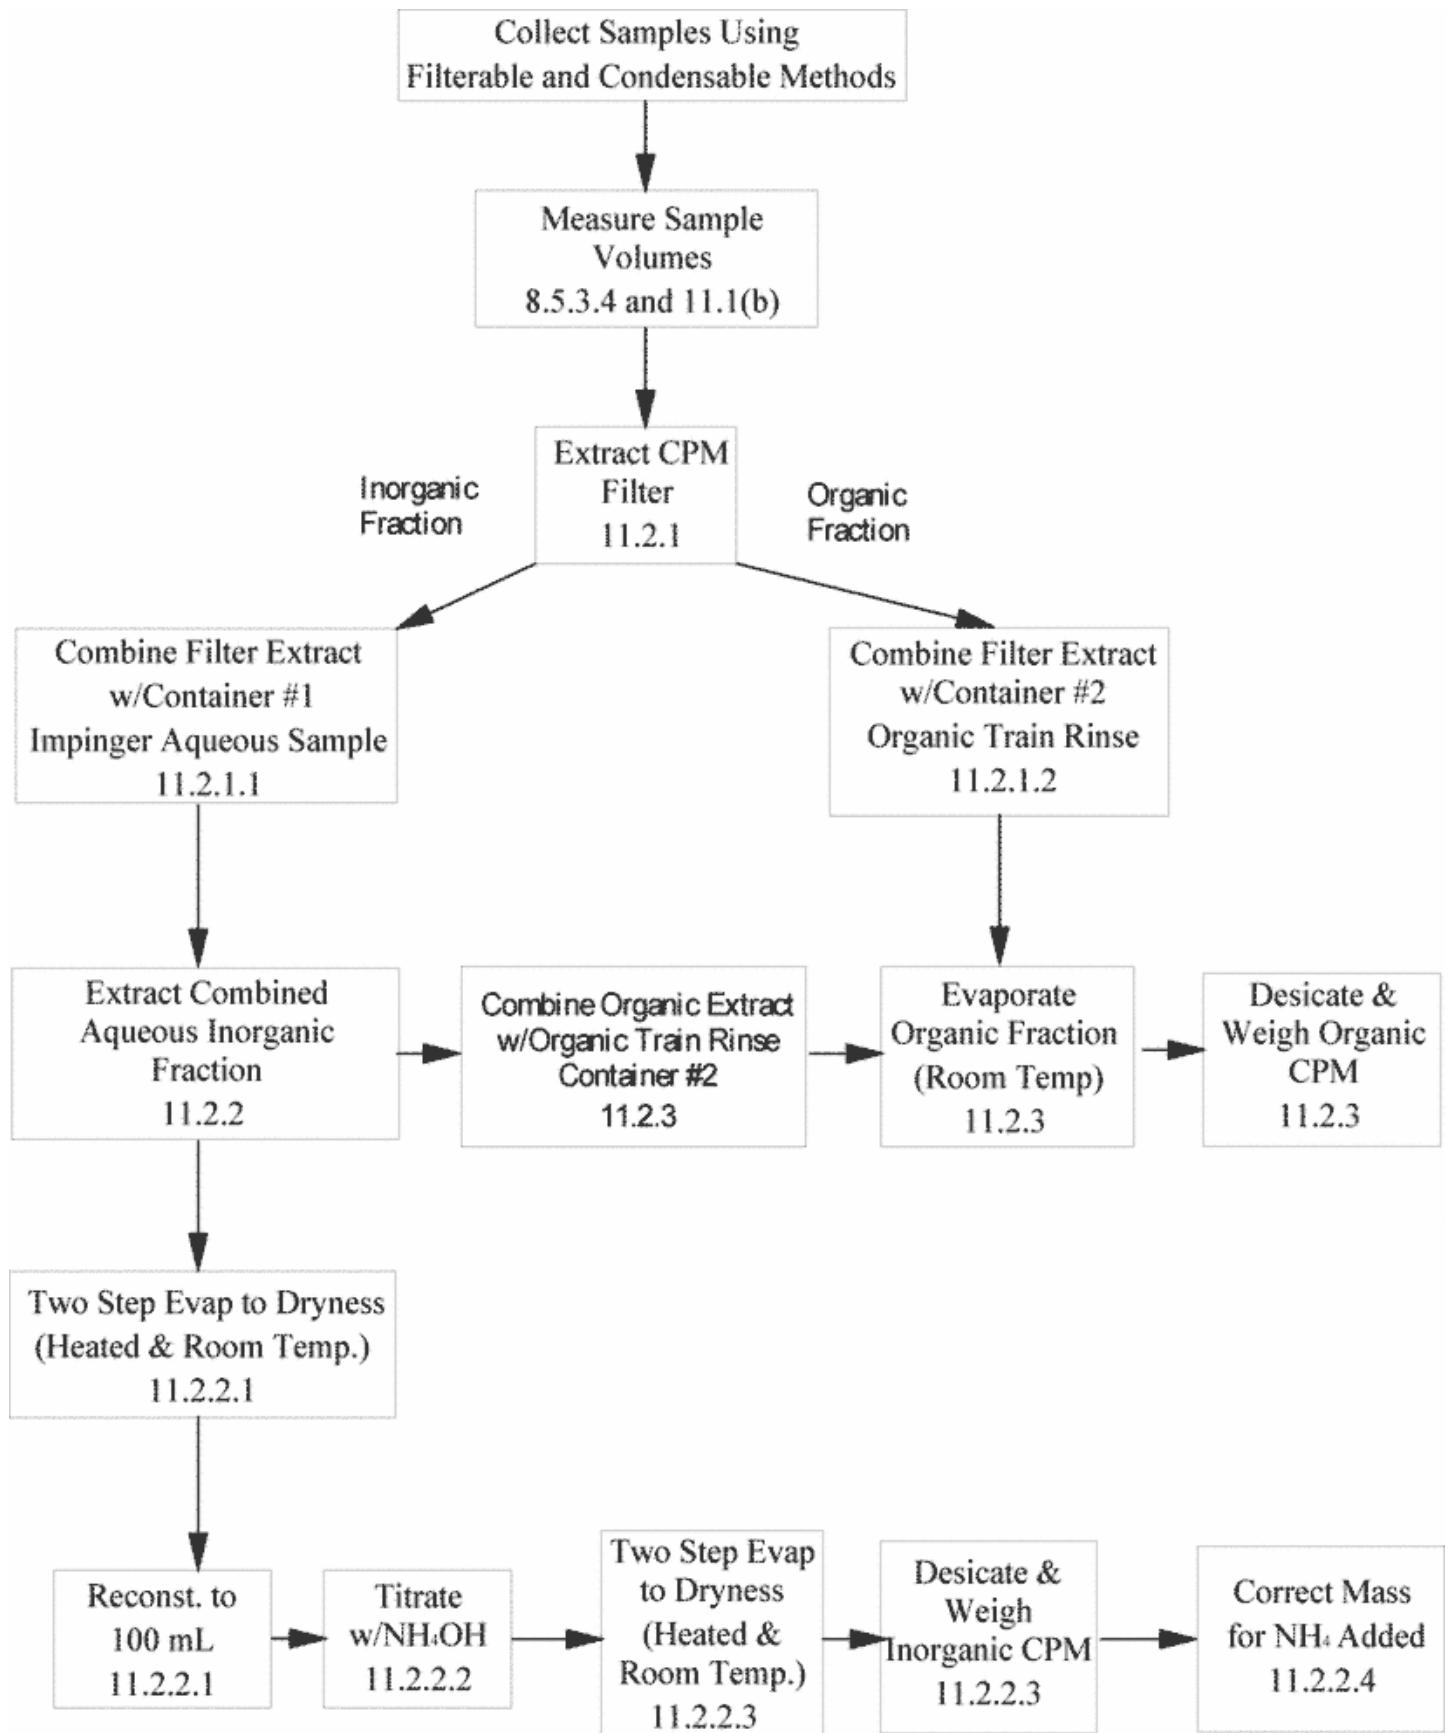 Collect Samples Using
Filterable and Condensable Methods
Measure Sample
Volumes
8.5.3.4 and 11.1(b)
Extract CPM
Filter
11.2.1
Inorganic
Fraction
Organic
Fraction
Combine Filter Extract
w/Container #1
Impinger Aqueous Sample
11.2.1.1
Combine Filter Extract
w/Container #2
Organic Train Rinse
11.2.1.2
Extract Combined
Aqueous Inorganic
Fraction
11.2.2
Combine Organic Extract
w/Organic Train Rinse
Container #2
11.2.3
Evaporate
Organic Fraction
(Room Temp)
11.2.3
Desicate &
Weigh Organic
CPM
11.2.3
Two Step Evap to Dryness
(Heated & Room Temp.)
11.2.2.1
Reconst. to
100 mL
11.2.2.1
Titrate
w/NH₄OH
11.2.2.2
Two Step Evap
to Dryness
(Heated &
Room Temp.)
11.2.2.3
Desicate &
Weigh
Inorganic CPM
11.2.2.3
Correct Mass
for NH₄ Added
11.2.2.4